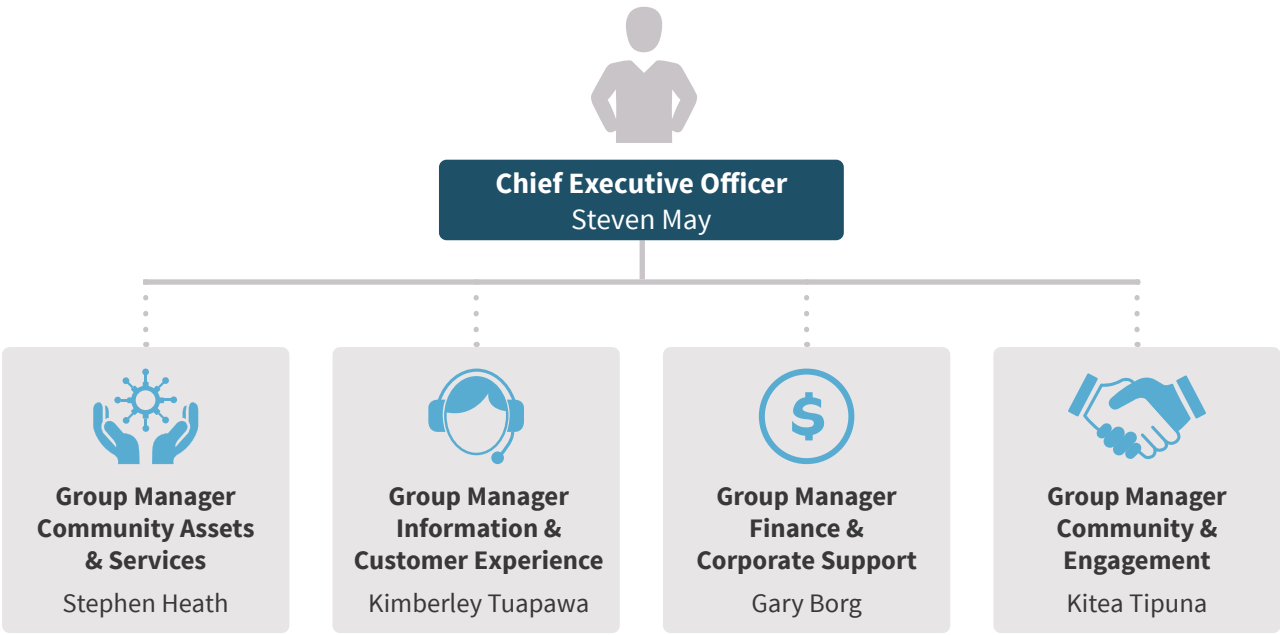 Chief Executive Officer
Steven May
Group Manager
Community Assets
& Services
Stephen Heath
Group Manager
Information &
Customer Experience
Kimberley Tuapawa
$
Group Manager
Finance &
Corporate Support
Gary Borg
Group Manager
Community &
Engagement
Kitea Tipuna